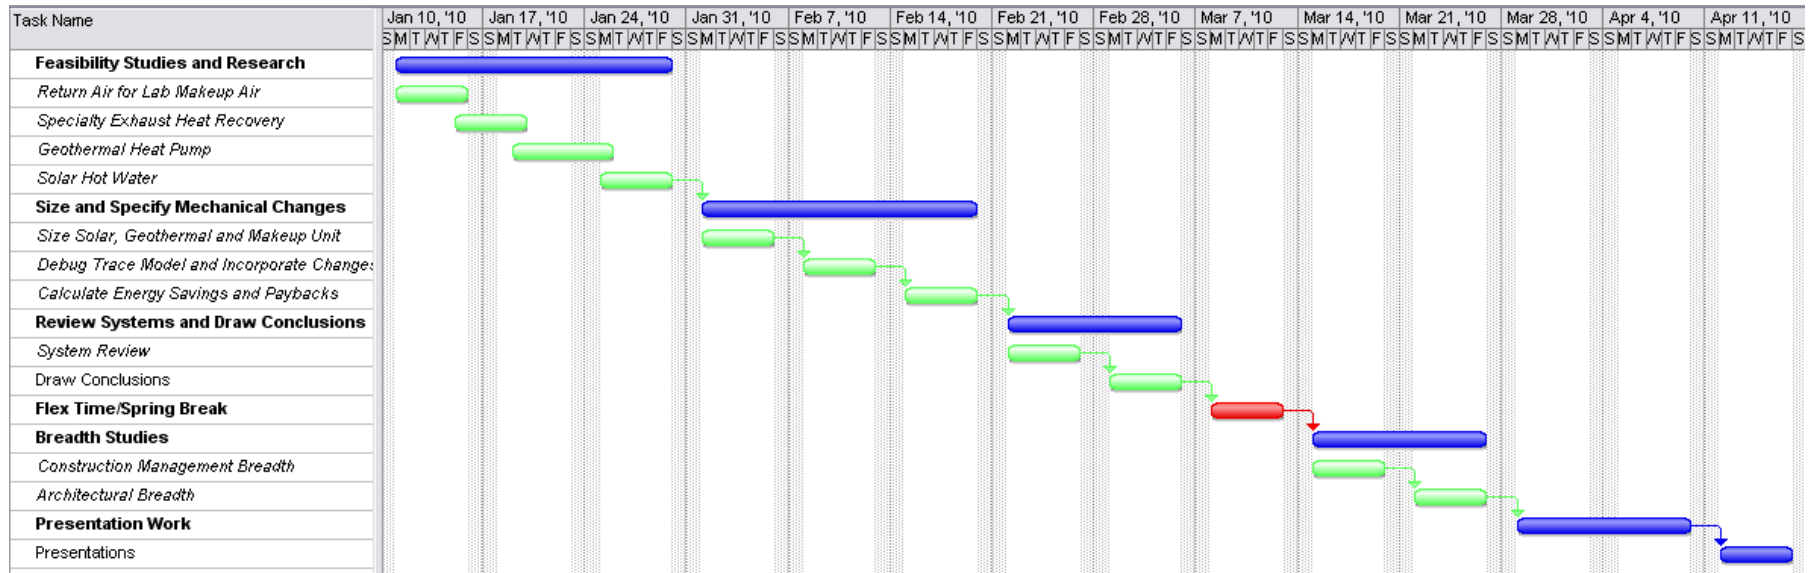 Task Name
Jan 10, '10 Jan 17, '10 Jan 24, '10 Jan 31, '10 Feb 7, '10 Feb 14, '10 Feb 21, '10 Feb 28, '10 Mar 7, '10 Mar 14, '10 Mar 21, '10 Mar 28, '10 Apr 4, '10 Apr 11, '10
S M T W T F S S M T W T F S S M T W T F S S M T W T F S S M T W T F S S M T W T F S S M T W T F S S M T W T F S S M T W T F S S M T W T F S S M T W T F S S M T W T F S S M T W T F S S M T W T F S
Feasibility Studies and Research
Return Air for Lab Makeup Air
Specialty Exhaust Heat Recovery
Geothermal Heat Pump
Solar Hot Water
Size and Specify Mechanical Changes
Size Solar, Geothermal and Makeup Unit
Debug Trace Model and Incorporate Changes
Calculate Energy Savings and Paybacks
Review Systems and Draw Conclusions
System Review
Draw Conclusions
Flex Time/Spring Break
Breadth Studies
Construction Management Breadth
Architectural Breadth
Presentation Work
Presentations